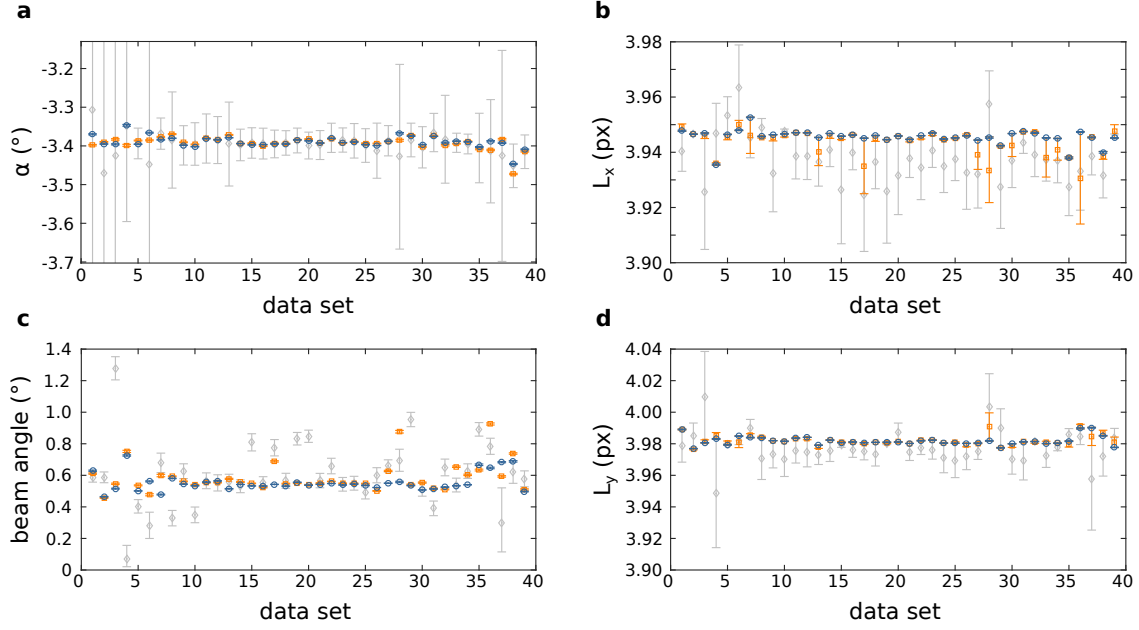 a
-3.2
-3.3
-3.4
-3.5
-3.6
-3.7
α (°)
0 5 10 15 20 25 30 35 40
data set
b
3.98
3.96
3.94
3.92
3.90
Lx (px)
0 5 10 15 20 25 30 35 40
data set
c
1.4
1.2
1.0
0.8
0.6
0.4
0.2
0
beam angle (°)
0 5 10 15 20 25 30 35 40
data set
d
4.04
4.02
4.00
3.98
3.96
3.94
3.92
3.90
Ly (px)
0 5 10 15 20 25 30 35 40
data set